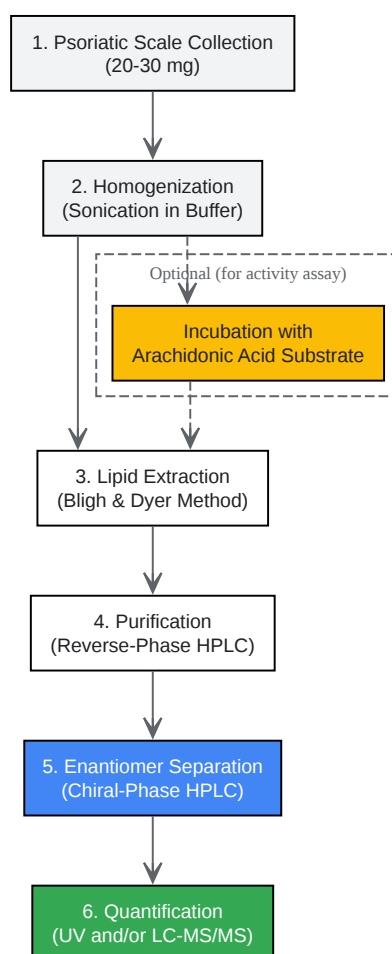 1. Psoriatic Scale Collection
(20-30 mg)
2. Homogenization
(Sonication in Buffer)
Optional (for activity assay)
Incubation with
Arachidonic Acid Substrate
3. Lipid Extraction
(Bligh & Dyer Method)
4. Purification
(Reverse-Phase HPLC)
5. Enantiomer Separation
(Chiral-Phase HPLC)
6. Quantification
(UV and/or LC-MS/MS)